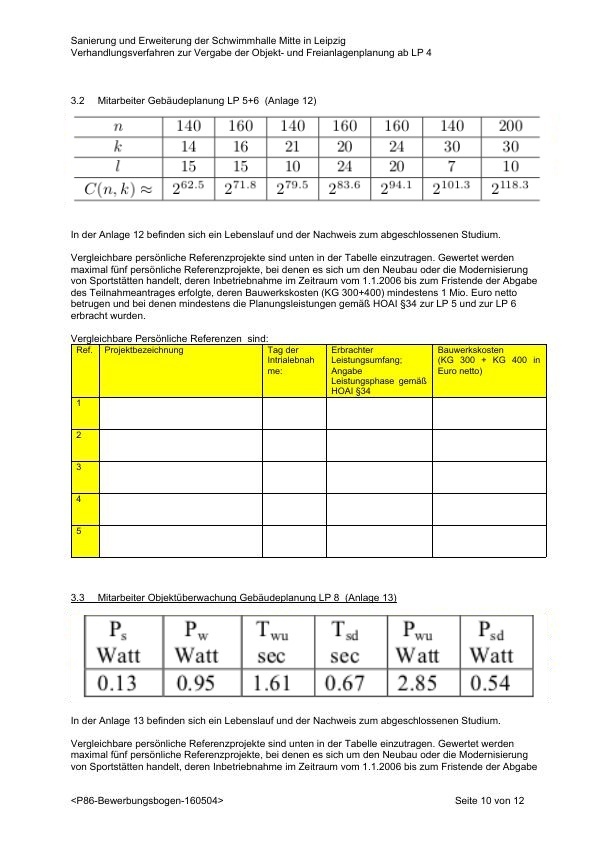 Sanierung und Erweiterung der Schwimmhalle Mitte in Leipzig
Verhandlungsverfahren zur Vergabe der Objekt- und Freianlagenplanung ab LP 4
3.2 Mitarbeiter Gebäudeplanung LP 5+6 (Anlage 12)
n 140 160 140 160 160 140 200
k 14 16 21 20 24 30 30
l 15 15 10 24 20 7 10
C(n, k) ≈ 2^62.5 2^71.8 2^79.5 2^83.6 2^94.1 2^101.3 2^118.3
In der Anlage 12 befinden sich ein Lebenslauf und der Nachweis zum abgeschlossenen Studium.
Vergleichbare persönliche Referenzprojekte sind unten in der Tabelle einzutragen. Gewertet werden
maximal fünf persönliche Referenzprojekte, bei denen es sich um den Neubau oder die Modernisierung
von Sportstätten handelt, deren Inbetriebnahme im Zeitraum vom 1.1.2006 bis zum Fristende der Abgabe
des Teilnahmeantrages erfolgte, deren Bauwerkskosten (KG 300+400) mindestens 1 Mio. Euro netto
betrugen und bei denen mindestens die Planungsleistungen gemäß HOAI §34 zur LP 5 und zur LP 6
erbracht wurden.
Vergleichbare Persönliche Referenzen sind:
Ref. Projektbezeichnung Tag der Erbrachter Bauwerkskosten
Intrialebnah Leistungsumfang; (KG 300 + KG 400 in
me: Angabe Euro netto)
Leistungsphase gemäß
HOAI §34
1
2
3
4
5
3.3 Mitarbeiter Objektüberwachung Gebäudeplanung LP 8 (Anlage 13)
Ps Pw Twu Tsd Pwu Psd
Watt Watt sec sec Watt Watt
0.13 0.95 1.61 0.67 2.85 0.54
In der Anlage 13 befinden sich ein Lebenslauf und der Nachweis zum abgeschlossenen Studium.
Vergleichbare persönliche Referenzprojekte sind unten in der Tabelle einzutragen. Gewertet werden
maximal fünf persönliche Referenzprojekte, bei denen es sich um den Neubau oder die Modernisierung
von Sportstätten handelt, deren Inbetriebnahme im Zeitraum vom 1.1.2006 bis zum Fristende der Abgabe
<P86-Bewerbungsbogen-160504> Seite 10 von 12